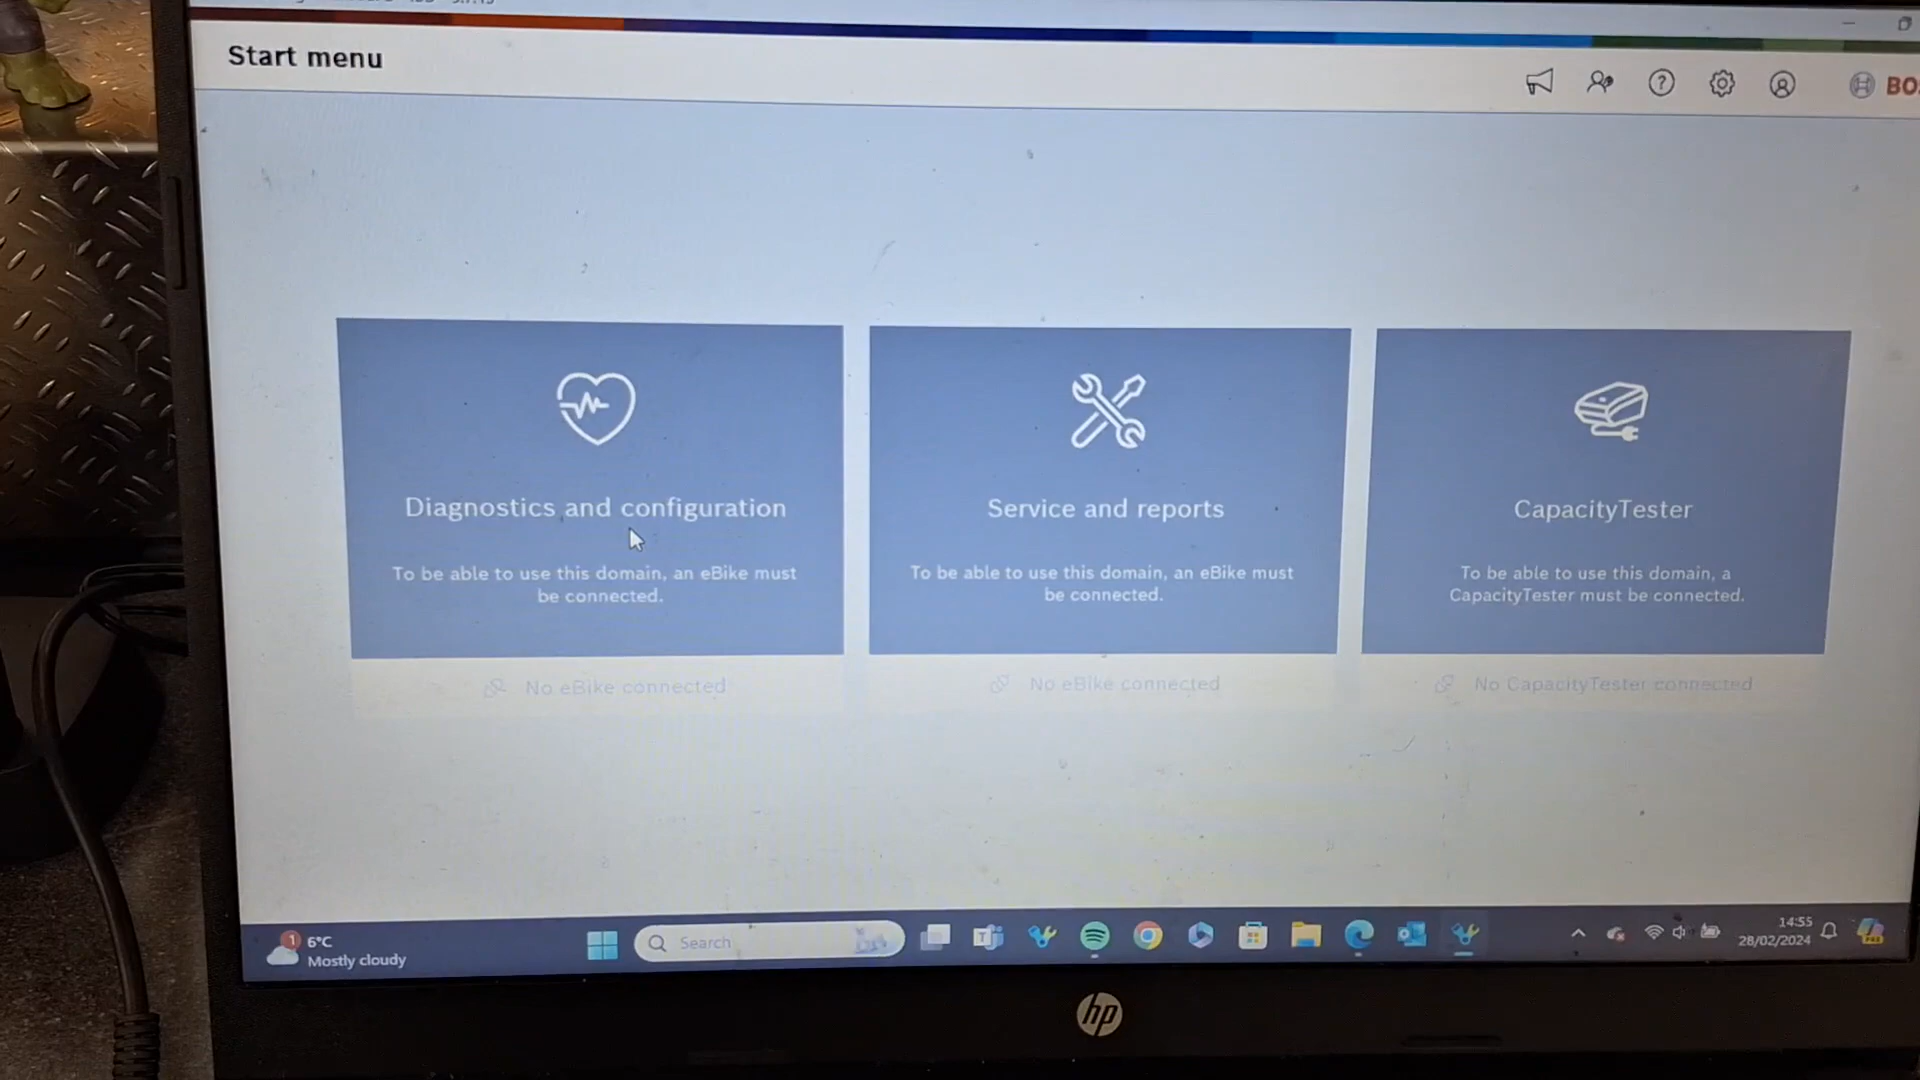 Start menu
BO
Diagnostics and configuration
To be able to use this domain, an eBike must
be connected.
No eBike connected
Service and reports
To be able to use this domain, an eBike must
be connected.
No eBike connected
CapacityTester
To be able to use this domain, a
CapacityTester must be connected.
No CapacityTester connected
1
6°C
Mostly cloudy
Search
14:55
28/02/2024
hp